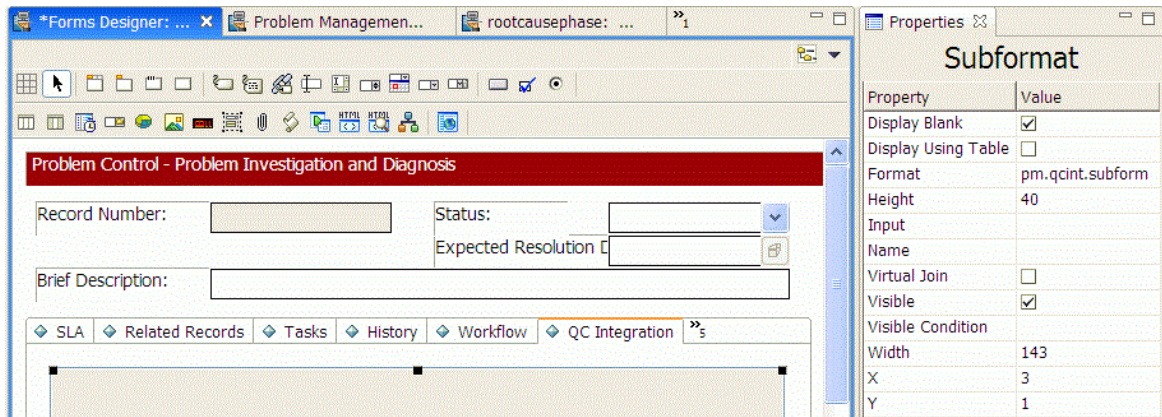 *Forms Designer: ... Problem Managemen... rootcausephase: ... »1
Problem Control - Problem Investigation and Diagnosis
Record Number:
Status:
Expected Resolution D
Brief Description:
SLA Related Records Tasks History Workflow QC Integration »5
Properties
Subformat
Property Value
Display Blank
Display Using Table
Format pm.qcint.subform
Height 40
Input
Name
Virtual Join
Visible
Visible Condition
Width 143
X 3
Y 1